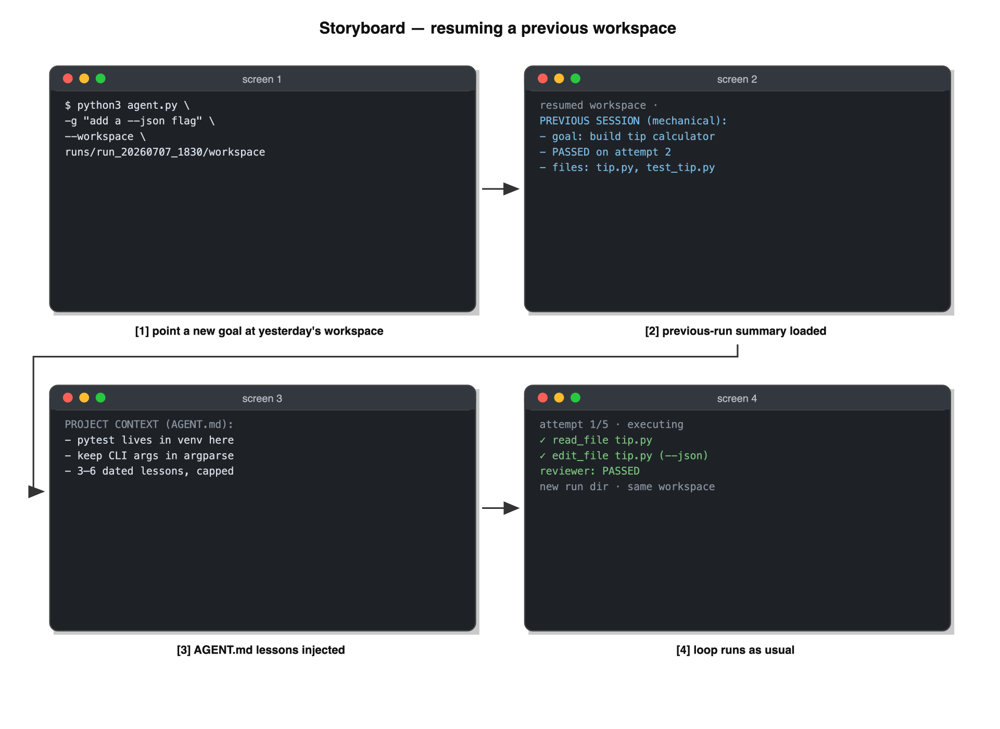 Storyboard — resuming a previous workspace
screen 1
$ python3 agent.py \
-g "add a --json flag" \
--workspace \
runs/run_20260707_1830/workspace
[1] point a new goal at yesterday's workspace
screen 2
resumed workspace ·
PREVIOUS SESSION (mechanical):
- goal: build tip calculator
- PASSED on attempt 2
- files: tip.py, test_tip.py
[2] previous-run summary loaded
screen 3
PROJECT CONTEXT (AGENT.md):
- pytest lives in venv here
- keep CLI args in argparse
- 3–6 dated lessons, capped
[3] AGENT.md lessons injected
screen 4
attempt 1/5 · executing
✓ read_file tip.py
✓ edit_file tip.py (--json)
reviewer: PASSED
new run dir · same workspace
[4] loop runs as usual